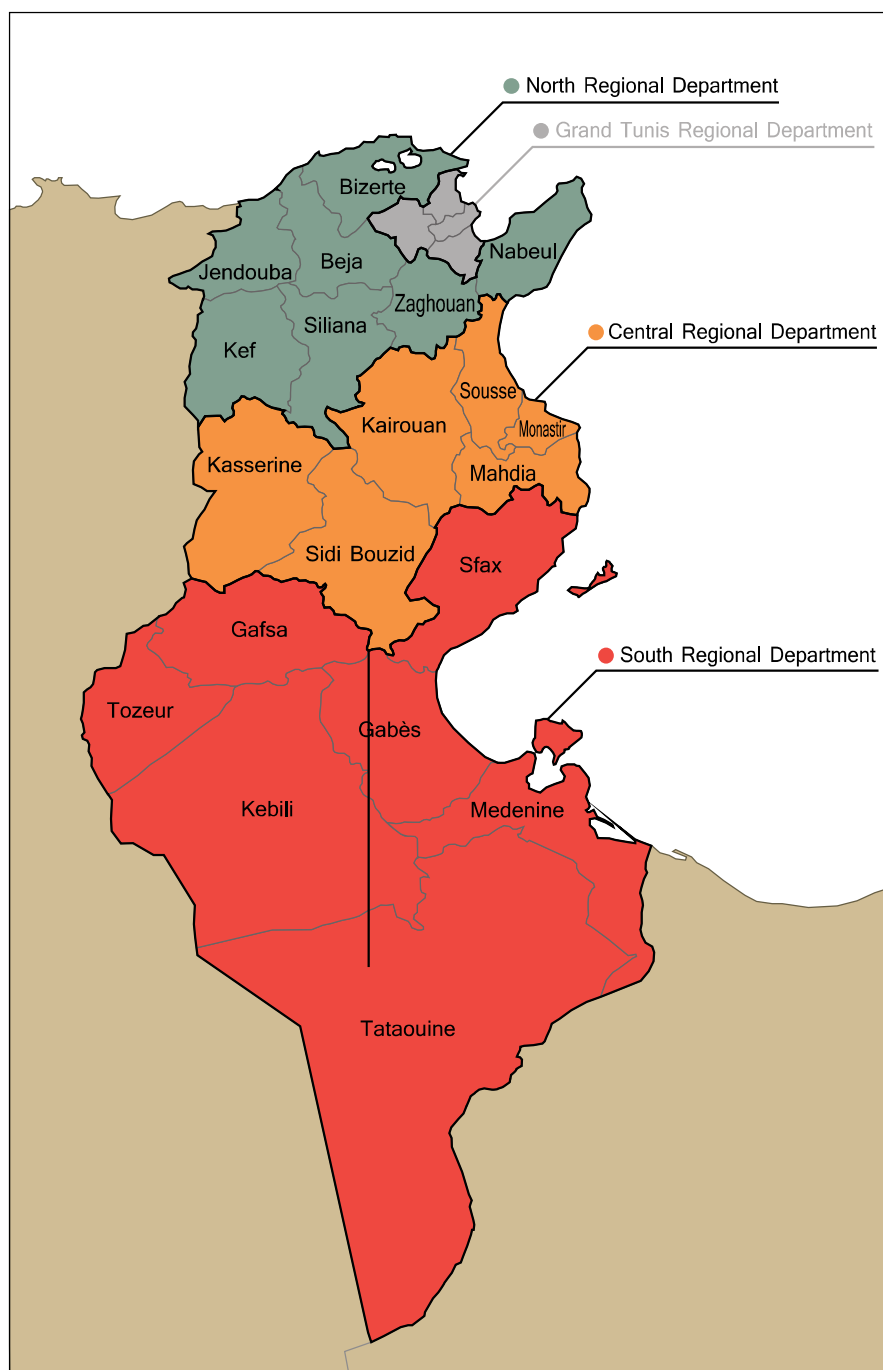 North Regional Department
Grand Tunis Regional Department
Bizerte
Nabeul
Beja
Jendouba
Zaghouan
Siliana
Central Regional Department
Kef
Sousse
Kairouan
Monastir
Kasserine
Mahdia
Sidi Bouzid
Sfax
Gafsa
South Regional Department
Tozeur
Gabès
Kebili
Medenine
Tataouine